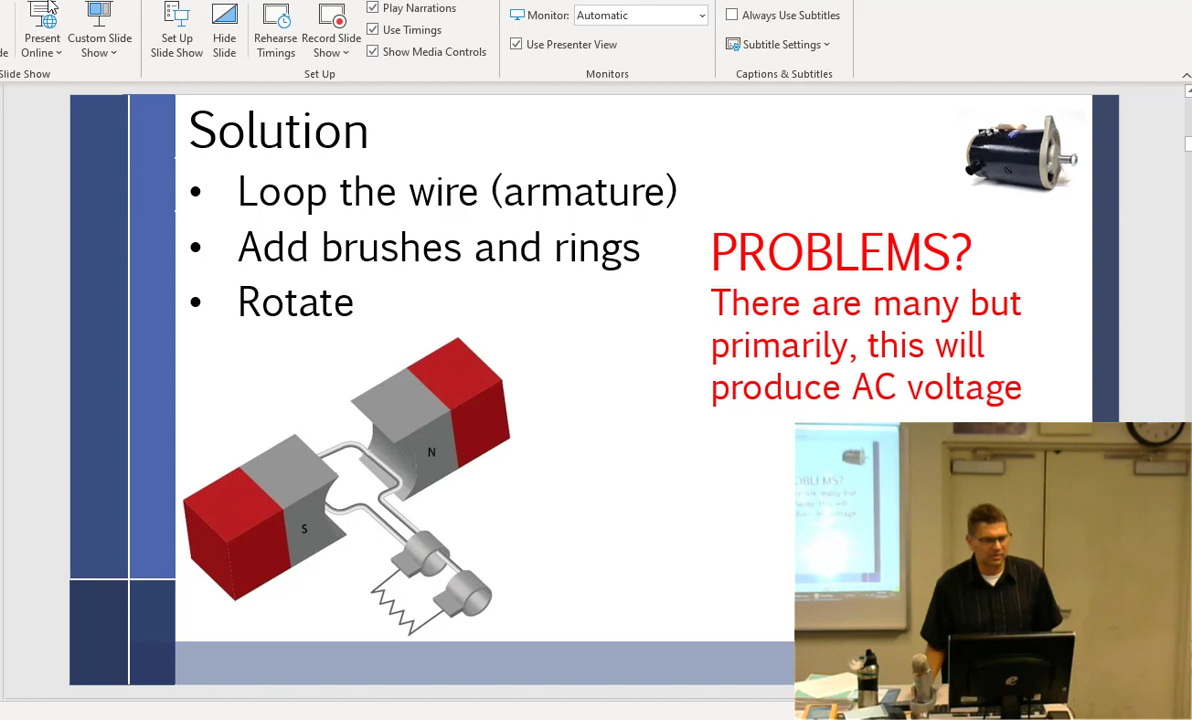 Present
Online
Custom Slide
Show
Slide Show
Set Up
Slide Show
Hide
Slide
Rehearse
Timings
Record Slide
Show
Play Narrations
Use Timings
Show Media Controls
Set Up
Monitor:
Automatic
Use Presenter View
Monitors
Always Use Subtitles
Subtitle Settings
Captions & Subtitles
Solution
• Loop the wire (armature)
• Add brushes and rings
• Rotate
PROBLEMS?
There are many but
primarily, this will
produce AC voltage
N
S